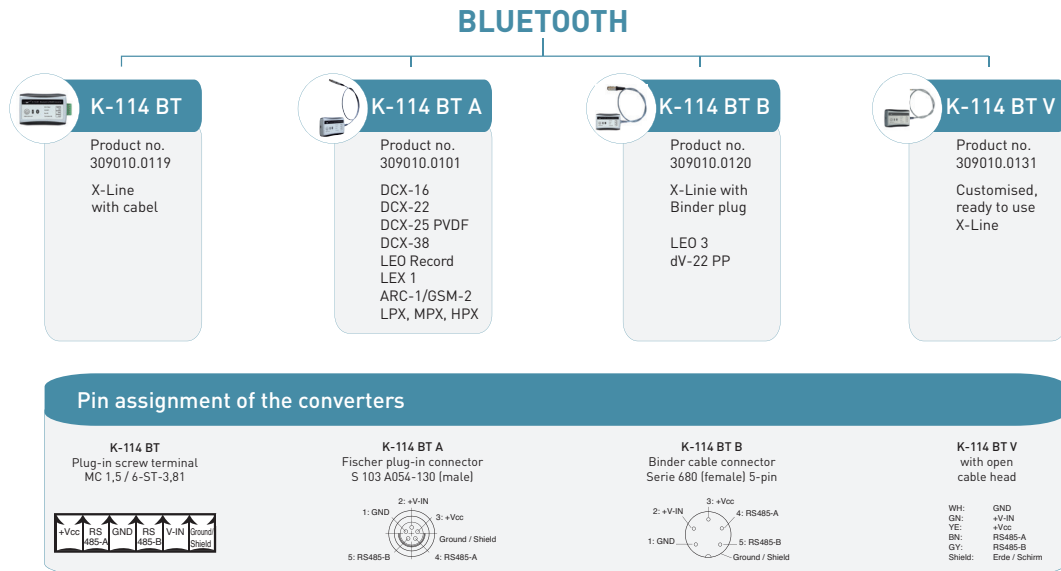 BLUETOOTH
K-114 BT
Product no.
309010.0119
X-Line
with cabel
K-114 BT A
Product no.
309010.0101
DCX-16
DCX-22
DCX-25 PVDF
DCX-38
LEO Record
LEX 1
ARC-1/GSM-2
LPX, MPX, HPX
K-114 BT B
Product no.
309010.0120
X-Linie with
Binder plug
LEO 3
dV-22 PP
K-114 BT V
Product no.
309010.0131
Customised,
ready to use
X-Line
Pin assignment of the converters
K-114 BT
Plug-in screw terminal
MC 1,5 / 6-ST-3,81
+Vcc
RS
485-A
GND
RS
485-B
V-IN
Ground/
Shield
K-114 BT A
Fischer plug-in connector
S 103 A054-130 (male)
2: +V-IN
1: GND
3: +Vcc
Ground / Shield
5: RS485-B
4: RS485-A
K-114 BT B
Binder cable connector
Serie 680 (female) 5-pin
3: +Vcc
2: +V-IN
4: RS485-A
1: GND
5: RS485-B
Ground / Shield
K-114 BT V
with open
cable head
WH: GND
GN: +V-IN
YE: +Vcc
BN: RS485-A
GY: RS485-B
Shield: Erde / Schirm